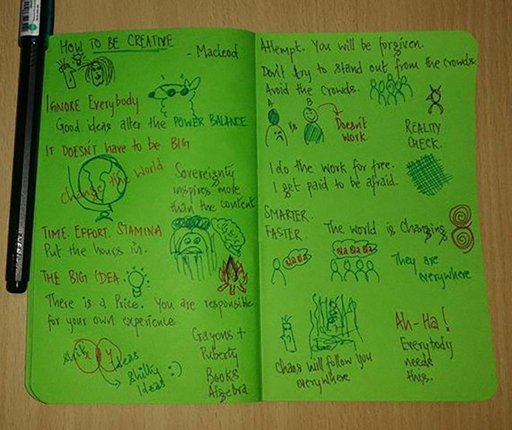 HOW TO BE CREATIVE
- Macleod
IGNORE Everybody
Good ideas alter the POWER BALANCE
IT DOESN'T have to be BIG
change the world
Sovereignty
inspires more
than the content
TIME. EFFORT. STAMINA
Put the hours in.
THE BIG IDEA
There is a Price. You are responsible
for your own experience
Shitty Ideas :)
Crayons +
Puberty
Books
Algebra
Attempt. You will be forgiven.
Don't try to stand out from the crowds
Avoid the crowds.
A
B
vs
Doesn't
work
REALITY
CHECK.
I do the work for free.
I get paid to be afraid.
SMARTER.
FASTER.
The world is Changing
Bla Bla Bla
They are
everywhere
Chaos will follow you
everywhere
Ah-Ha!
Everybody
needs
this.